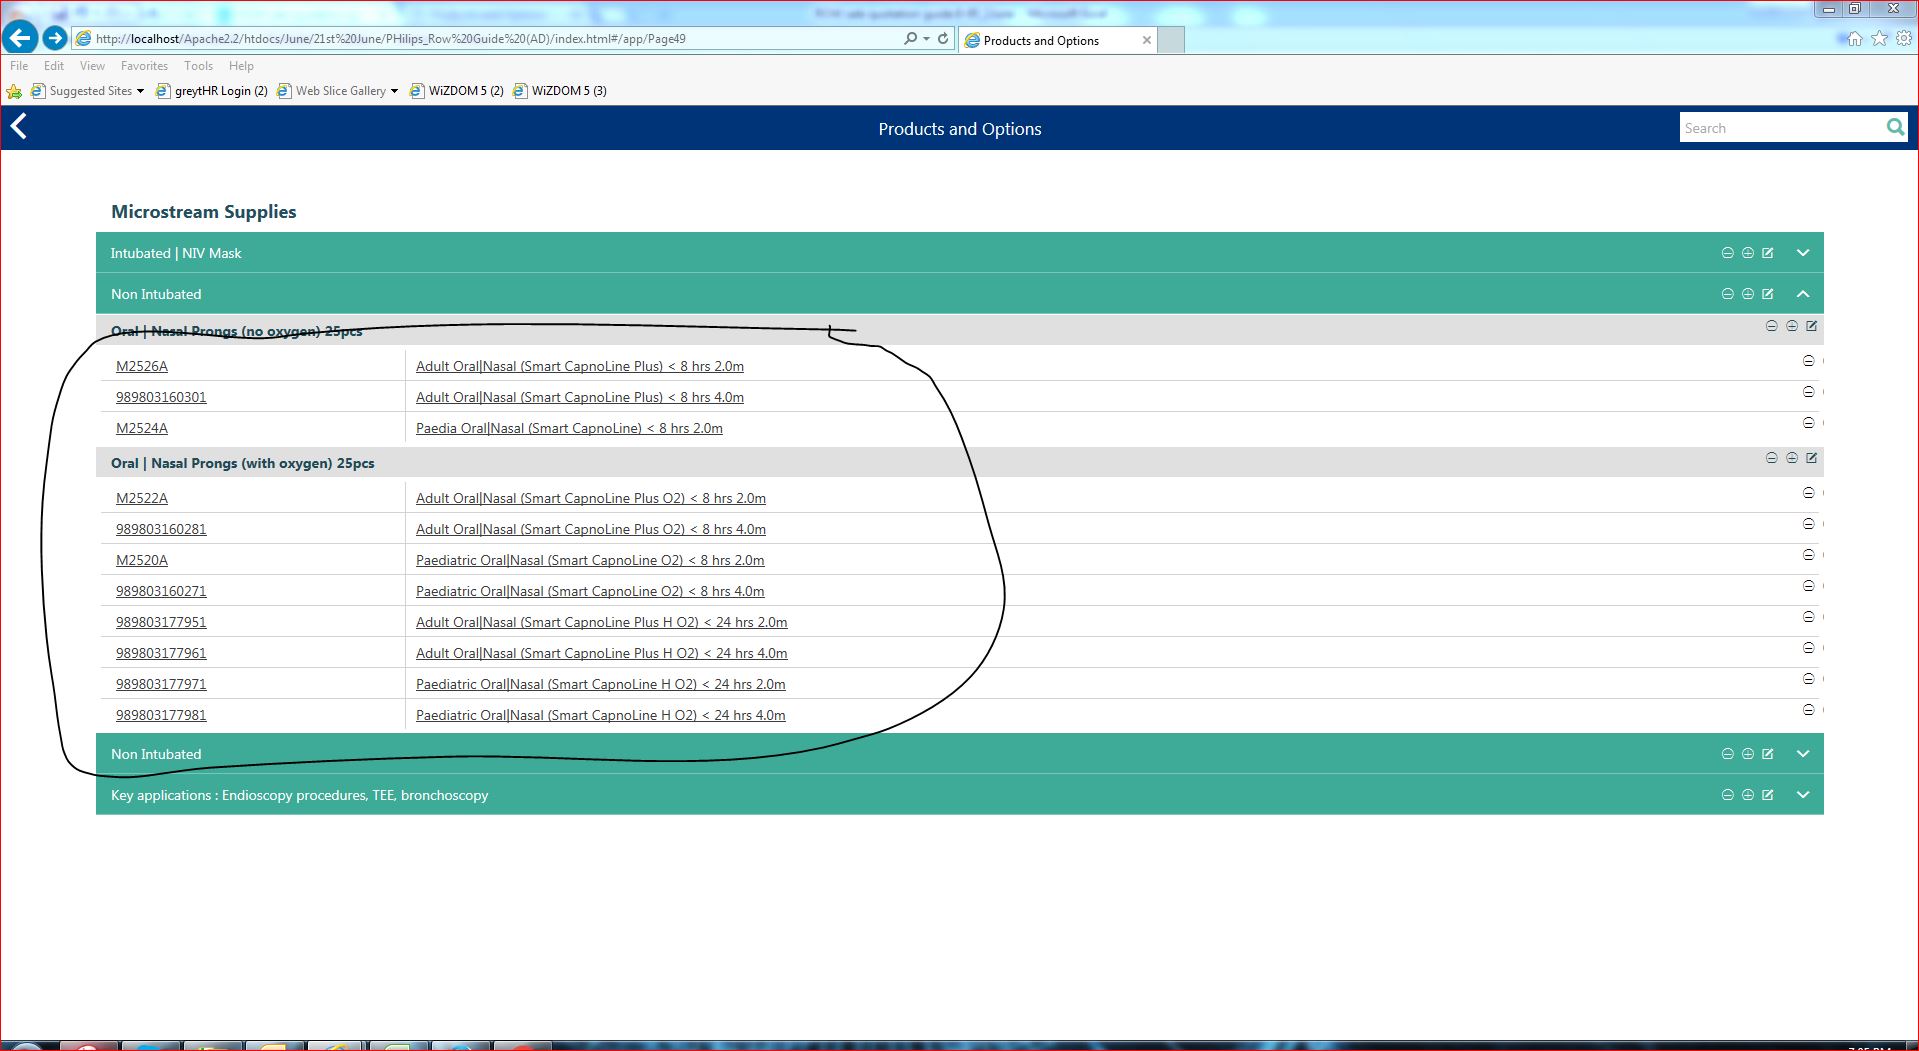 http://localhost/Apache2.2/htdocs/June/21st%20June/PHilips_Row%20Guide%20(AD)/index.html#/app/Page49
Products and Options
File Edit View Favorites Tools Help
Suggested Sites greytHR Login (2) Web Slice Gallery WiZDOM 5 (2) WiZDOM 5 (3)
Products and Options
Search
Microstream Supplies
Intubated | NIV Mask
Non Intubated
Oral | Nasal Prongs (no oxygen) 25pcs
M2526A Adult Oral|Nasal (Smart CapnoLine Plus) < 8 hrs 2.0m
989803160301 Adult Oral|Nasal (Smart CapnoLine Plus) < 8 hrs 4.0m
M2524A Paedia Oral|Nasal (Smart CapnoLine) < 8 hrs 2.0m
Oral | Nasal Prongs (with oxygen) 25pcs
M2522A Adult Oral|Nasal (Smart CapnoLine Plus O2) < 8 hrs 2.0m
989803160281 Adult Oral|Nasal (Smart CapnoLine Plus O2) < 8 hrs 4.0m
M2520A Paediatric Oral|Nasal (Smart CapnoLine O2) < 8 hrs 2.0m
989803160271 Paediatric Oral|Nasal (Smart CapnoLine O2) < 8 hrs 4.0m
989803177951 Adult Oral|Nasal (Smart CapnoLine Plus H O2) < 24 hrs 2.0m
989803177961 Adult Oral|Nasal (Smart CapnoLine Plus H O2) < 24 hrs 4.0m
989803177971 Paediatric Oral|Nasal (Smart CapnoLine H O2) < 24 hrs 2.0m
989803177981 Paediatric Oral|Nasal (Smart CapnoLine H O2) < 24 hrs 4.0m
Non Intubated
Key applications : Endioscopy procedures, TEE, bronchoscopy